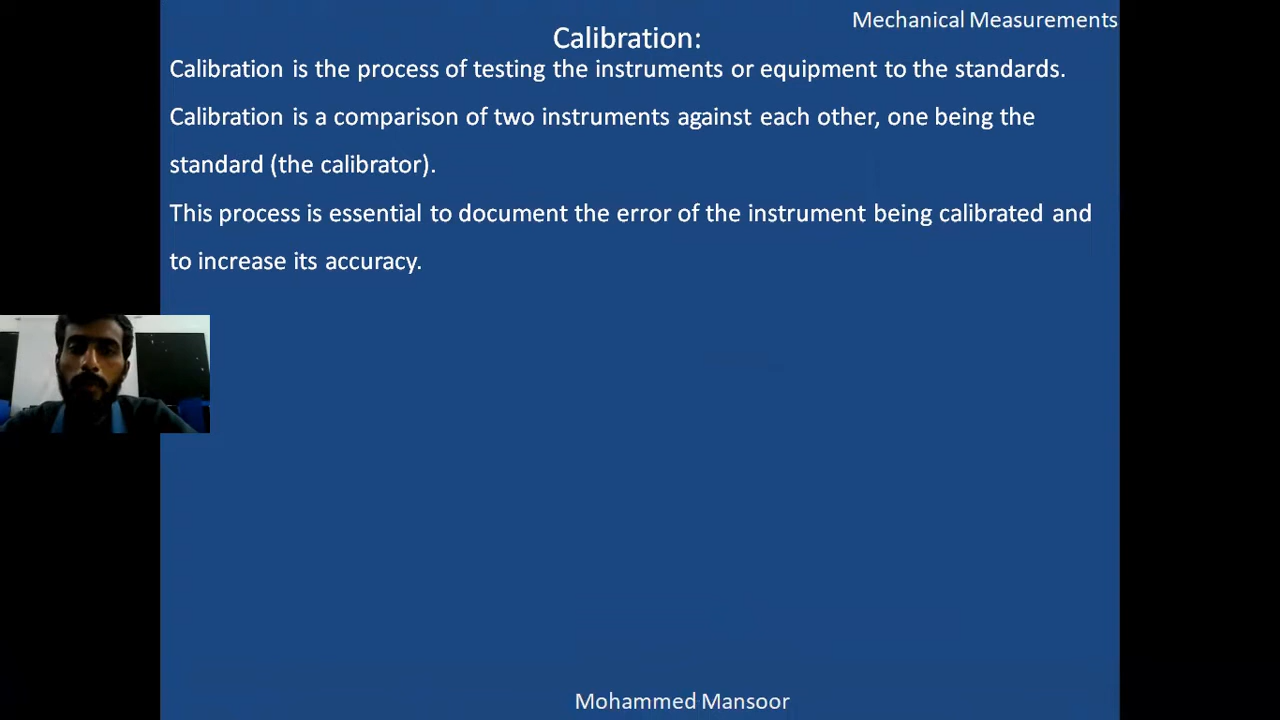 Mechanical Measurements
Calibration:
Calibration is the process of testing the instruments or equipment to the standards.
Calibration is a comparison of two instruments against each other, one being the
standard (the calibrator).
This process is essential to document the error of the instrument being calibrated and
to increase its accuracy.
Mohammed Mansoor